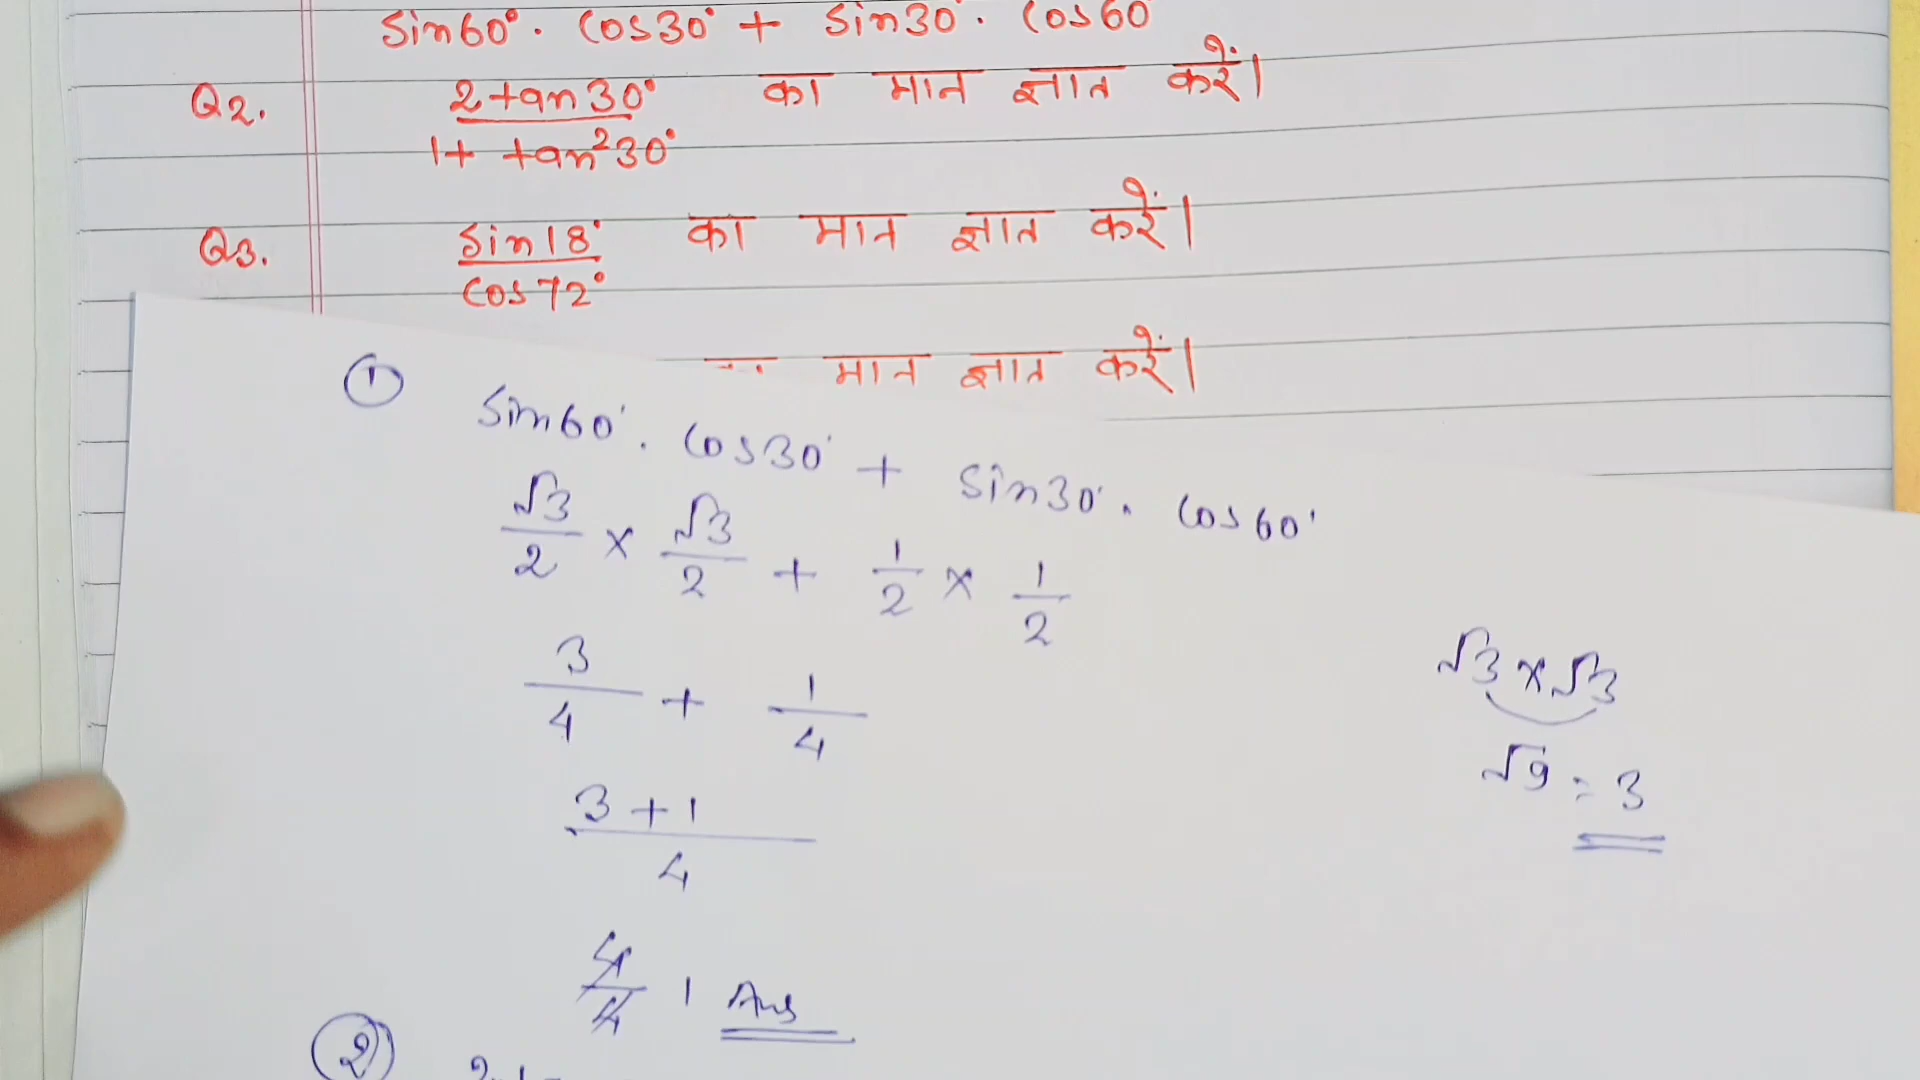 sin60°. cos30° + sin30°. cos60
Q2. 2tan30° का मान ज्ञात करें।
1+ tan²30°
Q3. sin18° का मान ज्ञात करें।
cos72°
मान ज्ञात करें।
① sin60°. cos30° + sin30°. cos60°
√3/2 × √3/2 + 1/2 × 1/2
3/4 + 1/4
3+1/4
4/4 1 Ans
√3×√3
√9 = 3
②